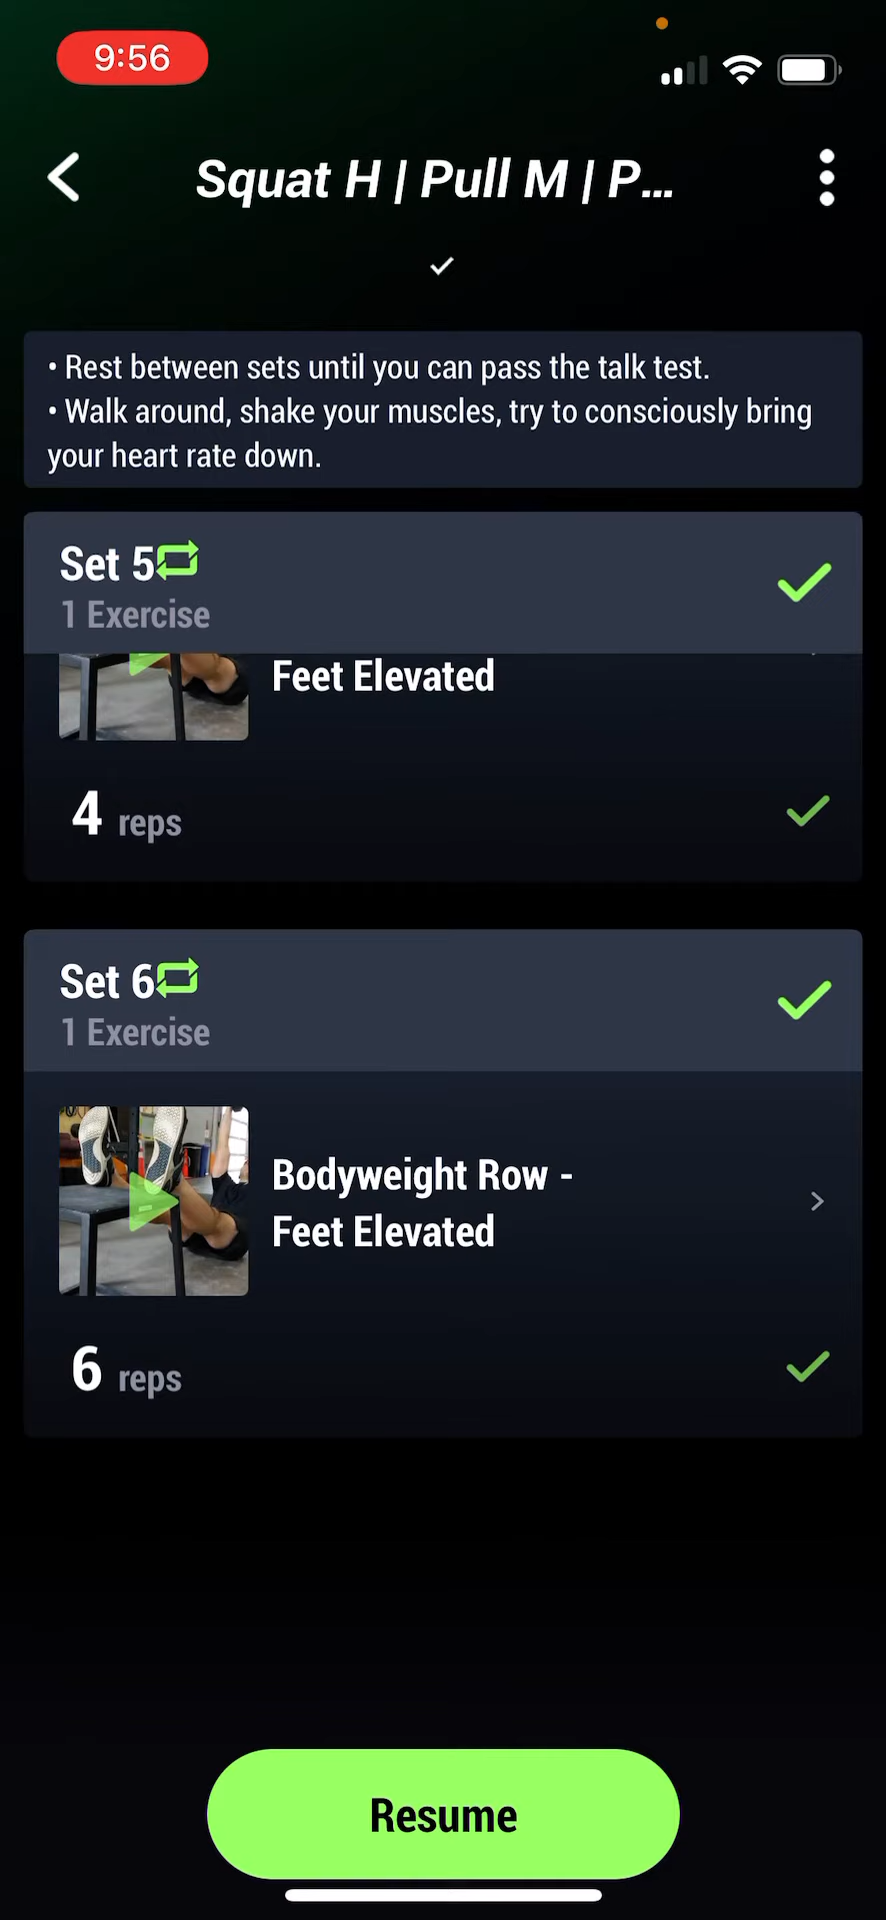 9:56
Squat H | Pull M | P...
• Rest between sets until you can pass the talk test.
• Walk around, shake your muscles, try to consciously bring
your heart rate down.
Set 5
1 Exercise
Feet Elevated
4 reps
Set 6
1 Exercise
Bodyweight Row -
Feet Elevated
6 reps
Resume